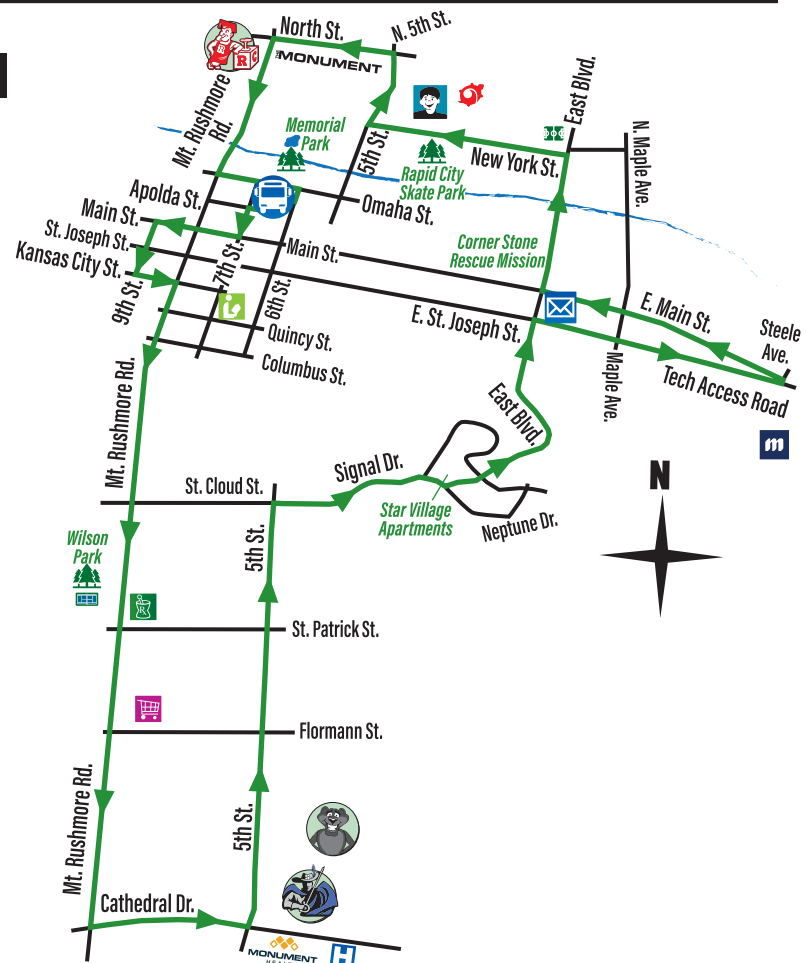 North St.
N. 5th St.
THE MONUMENT
R
Mt. Rushmore
Rd.
Memorial
Park
5th St.
East Blvd.
N. Maple Ave.
New York St.
Rapid City
Skate Park
Apolda St.
Omaha St.
Main St.
St. Joseph St.
Kansas City St.
9th St.
7th St.
6th St.
Main St.
Corner Stone
Rescue Mission
E. St. Joseph St.
E. Main St.
Steele
Ave.
Tech Access Road
Maple Ave.
m
Quincy St.
Columbus St.
Mt. Rushmore Rd.
East Blvd.
St. Cloud St.
Signal Dr.
Star Village
Apartments
Neptune Dr.
N
Wilson
Park
5th St.
St. Patrick St.
Flormann St.
Mt. Rushmore Rd.
5th St.
Cathedral Dr.
MONUMENT
H